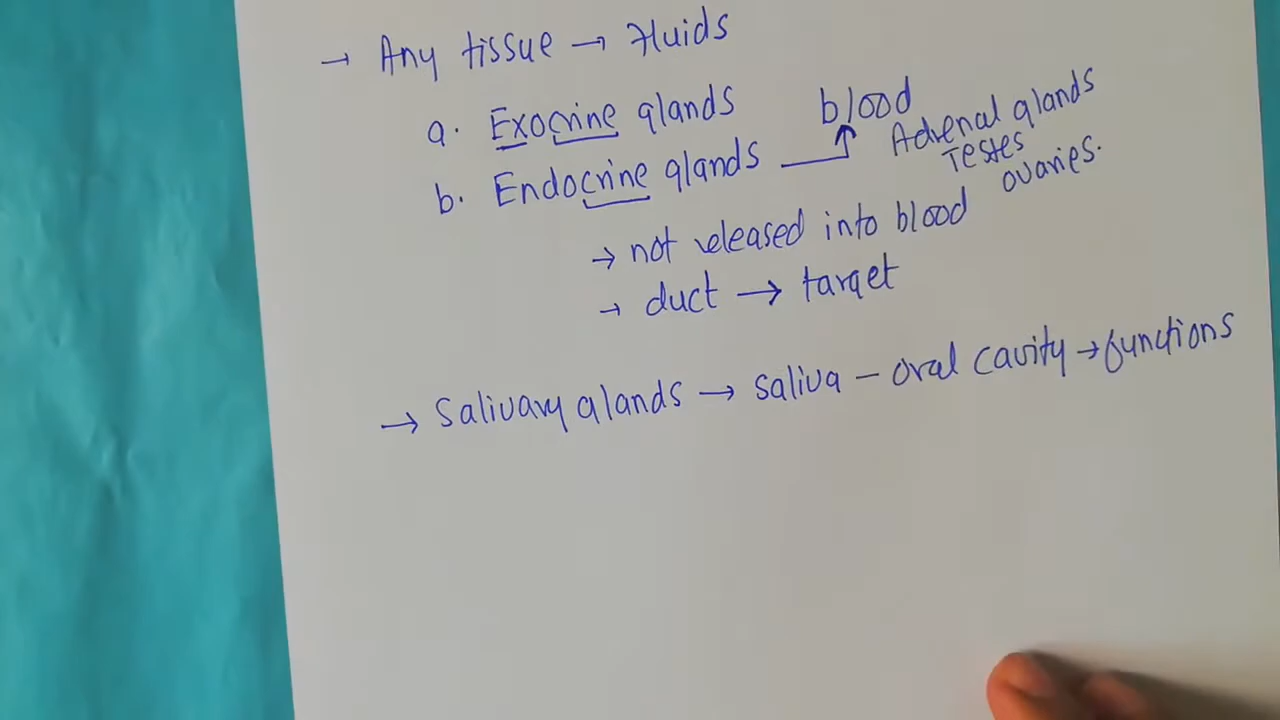 → Any tissue → Fluids
a. Exocrine glands
b. Endocrine glands → blood
Adrenal glands
Testes
ovaries.
→ not released into blood
→ duct → target
→ Salivary glands → saliva - oral cavity → functions